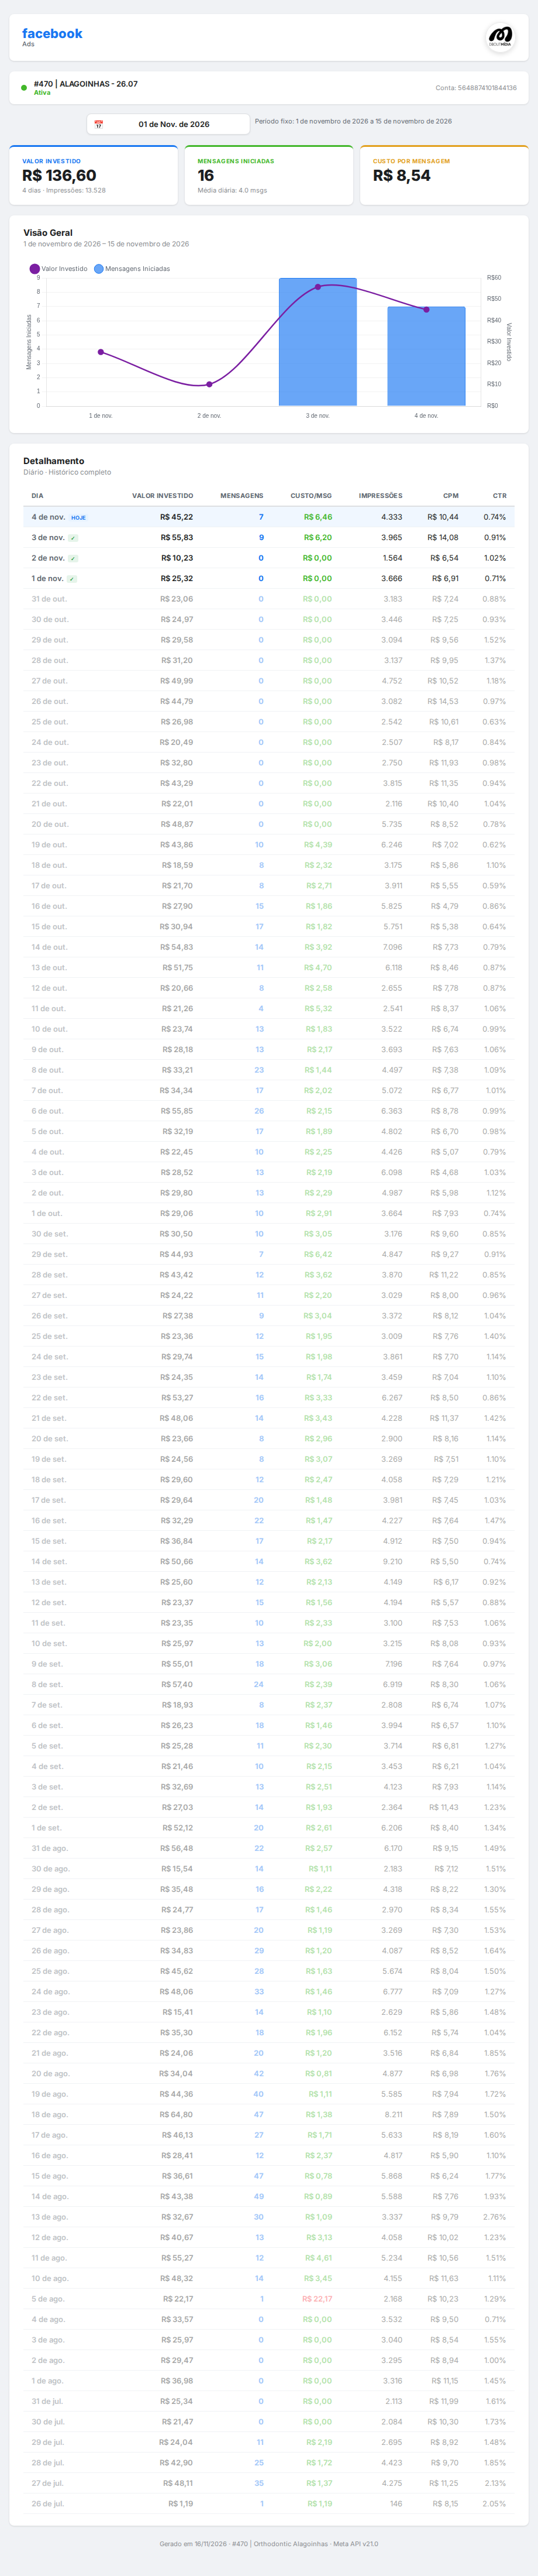 facebook
Ads
#470 | ALAGOINHAS - 26.07
Ativa
Conta: 5648874101844136
01 de Nov. de 2026
Período fixo: 1 de novembro de 2026 a 15 de novembro de 2026
VALOR INVESTIDO
R$ 136,60
4 dias · Impressões: 13.528
MENSAGENS INICIADAS
16
Média diária: 4.0 msgs
CUSTO POR MENSAGEM
R$ 8,54
Visão Geral
1 de novembro de 2026 – 15 de novembro de 2026
Valor Investido Mensagens Iniciadas
Mensagens Iniciadas
9
8
7
6
5
4
3
2
1
0
R$60
R$50
R$40
R$30
R$20
R$10
R$0
Valor Investido
1 de nov. 2 de nov. 3 de nov. 4 de nov.
Detalhamento
Diário · Histórico completo
DIA VALOR INVESTIDO MENSAGENS CUSTO/MSG IMPRESSÕES CPM CTR
4 de nov. HOJE R$ 45,22 7 R$ 6,46 4.333 R$ 10,44 0.74%
3 de nov. ✓ R$ 55,83 9 R$ 6,20 3.965 R$ 14,08 0.91%
2 de nov. ✓ R$ 10,23 0 R$ 0,00 1.564 R$ 6,54 1.02%
1 de nov. ✓ R$ 25,32 0 R$ 0,00 3.666 R$ 6,91 0.71%
31 de out. R$ 23,06 0 R$ 0,00 3.183 R$ 7,24 0.88%
30 de out. R$ 24,97 0 R$ 0,00 3.446 R$ 7,25 0.93%
29 de out. R$ 29,58 0 R$ 0,00 3.094 R$ 9,56 1.52%
28 de out. R$ 31,20 0 R$ 0,00 3.137 R$ 9,95 1.37%
27 de out. R$ 49,99 0 R$ 0,00 4.752 R$ 10,52 1.18%
26 de out. R$ 44,79 0 R$ 0,00 3.082 R$ 14,53 0.97%
25 de out. R$ 26,98 0 R$ 0,00 2.542 R$ 10,61 0.63%
24 de out. R$ 20,49 0 R$ 0,00 2.507 R$ 8,17 0.84%
23 de out. R$ 32,80 0 R$ 0,00 2.750 R$ 11,93 0.98%
22 de out. R$ 43,29 0 R$ 0,00 3.815 R$ 11,35 0.94%
21 de out. R$ 22,01 0 R$ 0,00 2.116 R$ 10,40 1.04%
20 de out. R$ 48,87 0 R$ 0,00 5.735 R$ 8,52 0.78%
19 de out. R$ 43,86 10 R$ 4,39 6.246 R$ 7,02 0.62%
18 de out. R$ 18,59 8 R$ 2,32 3.175 R$ 5,86 1.10%
17 de out. R$ 21,70 8 R$ 2,71 3.911 R$ 5,55 0.59%
16 de out. R$ 27,90 15 R$ 1,86 5.825 R$ 4,79 0.86%
15 de out. R$ 30,94 17 R$ 1,82 5.751 R$ 5,38 0.64%
14 de out. R$ 54,83 14 R$ 3,92 7.096 R$ 7,73 0.79%
13 de out. R$ 51,75 11 R$ 4,70 6.118 R$ 8,46 0.87%
12 de out. R$ 20,66 8 R$ 2,58 2.655 R$ 7,78 0.87%
11 de out. R$ 21,26 4 R$ 5,32 2.541 R$ 8,37 1.06%
10 de out. R$ 23,74 13 R$ 1,83 3.522 R$ 6,74 0.99%
9 de out. R$ 28,18 13 R$ 2,17 3.693 R$ 7,63 1.06%
8 de out. R$ 33,21 23 R$ 1,44 4.497 R$ 7,38 1.09%
7 de out. R$ 34,34 17 R$ 2,02 5.072 R$ 6,77 1.01%
6 de out. R$ 55,85 26 R$ 2,15 6.363 R$ 8,78 0.99%
5 de out. R$ 32,19 17 R$ 1,89 4.802 R$ 6,70 0.98%
4 de out. R$ 22,45 10 R$ 2,25 4.426 R$ 5,07 0.79%
3 de out. R$ 28,52 13 R$ 2,19 6.098 R$ 4,68 1.03%
2 de out. R$ 29,80 13 R$ 2,29 4.987 R$ 5,98 1.12%
1 de out. R$ 29,06 10 R$ 2,91 3.664 R$ 7,93 0.74%
30 de set. R$ 30,50 10 R$ 3,05 3.176 R$ 9,60 0.85%
29 de set. R$ 44,93 7 R$ 6,42 4.847 R$ 9,27 0.91%
28 de set. R$ 43,42 12 R$ 3,62 3.870 R$ 11,22 0.85%
27 de set. R$ 24,22 11 R$ 2,20 3.029 R$ 8,00 0.96%
26 de set. R$ 27,38 9 R$ 3,04 3.372 R$ 8,12 1.04%
25 de set. R$ 23,36 12 R$ 1,95 3.009 R$ 7,76 1.40%
24 de set. R$ 29,74 15 R$ 1,98 3.861 R$ 7,70 1.14%
23 de set. R$ 24,35 14 R$ 1,74 3.459 R$ 7,04 1.10%
22 de set. R$ 53,27 16 R$ 3,33 6.267 R$ 8,50 0.86%
21 de set. R$ 48,06 14 R$ 3,43 4.228 R$ 11,37 1.42%
20 de set. R$ 23,66 8 R$ 2,96 2.900 R$ 8,16 1.14%
19 de set. R$ 24,56 8 R$ 3,07 3.269 R$ 7,51 1.10%
18 de set. R$ 29,60 12 R$ 2,47 4.058 R$ 7,29 1.21%
17 de set. R$ 29,64 20 R$ 1,48 3.981 R$ 7,45 1.03%
16 de set. R$ 32,29 22 R$ 1,47 4.227 R$ 7,64 1.47%
15 de set. R$ 36,84 17 R$ 2,17 4.912 R$ 7,50 0.94%
14 de set. R$ 50,66 14 R$ 3,62 9.210 R$ 5,50 0.74%
13 de set. R$ 25,60 12 R$ 2,13 4.149 R$ 6,17 0.92%
12 de set. R$ 23,37 15 R$ 1,56 4.194 R$ 5,57 0.88%
11 de set. R$ 23,35 10 R$ 2,33 3.100 R$ 7,53 1.06%
10 de set. R$ 25,97 13 R$ 2,00 3.215 R$ 8,08 0.93%
9 de set. R$ 55,01 18 R$ 3,06 7.196 R$ 7,64 0.97%
8 de set. R$ 57,40 24 R$ 2,39 6.919 R$ 8,30 1.06%
7 de set. R$ 18,93 8 R$ 2,37 2.808 R$ 6,74 1.07%
6 de set. R$ 26,23 18 R$ 1,46 3.994 R$ 6,57 1.10%
5 de set. R$ 25,28 11 R$ 2,30 3.714 R$ 6,81 1.27%
4 de set. R$ 21,46 10 R$ 2,15 3.453 R$ 6,21 1.04%
3 de set. R$ 32,69 13 R$ 2,51 4.123 R$ 7,93 1.14%
2 de set. R$ 27,03 14 R$ 1,93 2.364 R$ 11,43 1.23%
1 de set. R$ 52,12 20 R$ 2,61 6.206 R$ 8,40 1.34%
31 de ago. R$ 56,48 22 R$ 2,57 6.170 R$ 9,15 1.49%
30 de ago. R$ 15,54 14 R$ 1,11 2.183 R$ 7,12 1.51%
29 de ago. R$ 35,48 16 R$ 2,22 4.318 R$ 8,22 1.30%
28 de ago. R$ 24,77 17 R$ 1,46 2.970 R$ 8,34 1.55%
27 de ago. R$ 23,86 20 R$ 1,19 3.269 R$ 7,30 1.53%
26 de ago. R$ 34,83 29 R$ 1,20 4.087 R$ 8,52 1.64%
25 de ago. R$ 45,62 28 R$ 1,63 5.674 R$ 8,04 1.50%
24 de ago. R$ 48,06 33 R$ 1,46 6.777 R$ 7,09 1.27%
23 de ago. R$ 15,41 14 R$ 1,10 2.629 R$ 5,86 1.48%
22 de ago. R$ 35,30 18 R$ 1,96 6.152 R$ 5,74 1.04%
21 de ago. R$ 24,06 20 R$ 1,20 3.516 R$ 6,84 1.85%
20 de ago. R$ 34,04 42 R$ 0,81 4.877 R$ 6,98 1.76%
19 de ago. R$ 44,36 40 R$ 1,11 5.585 R$ 7,94 1.72%
18 de ago. R$ 64,80 47 R$ 1,38 8.211 R$ 7,89 1.50%
17 de ago. R$ 46,13 27 R$ 1,71 5.633 R$ 8,19 1.60%
16 de ago. R$ 28,41 12 R$ 2,37 4.817 R$ 5,90 1.10%
15 de ago. R$ 36,61 47 R$ 0,78 5.868 R$ 6,24 1.77%
14 de ago. R$ 43,38 49 R$ 0,89 5.588 R$ 7,76 1.93%
13 de ago. R$ 32,67 30 R$ 1,09 3.337 R$ 9,79 2.76%
12 de ago. R$ 40,67 13 R$ 3,13 4.058 R$ 10,02 1.23%
11 de ago. R$ 55,27 12 R$ 4,61 5.234 R$ 10,56 1.51%
10 de ago. R$ 48,32 14 R$ 3,45 4.155 R$ 11,63 1.11%
5 de ago. R$ 22,17 1 R$ 22,17 2.168 R$ 10,23 1.29%
4 de ago. R$ 33,57 0 R$ 0,00 3.532 R$ 9,50 0.71%
3 de ago. R$ 25,97 0 R$ 0,00 3.040 R$ 8,54 1.55%
2 de ago. R$ 29,47 0 R$ 0,00 3.295 R$ 8,94 1.00%
1 de ago. R$ 36,98 0 R$ 0,00 3.316 R$ 11,15 1.45%
31 de jul. R$ 25,34 0 R$ 0,00 2.113 R$ 11,99 1.61%
30 de jul. R$ 21,47 0 R$ 0,00 2.084 R$ 10,30 1.73%
29 de jul. R$ 24,04 11 R$ 2,19 2.695 R$ 8,92 1.48%
28 de jul. R$ 42,90 25 R$ 1,72 4.423 R$ 9,70 1.85%
27 de jul. R$ 48,11 35 R$ 1,37 4.275 R$ 11,25 2.13%
26 de jul. R$ 1,19 1 R$ 1,19 146 R$ 8,15 2.05%
Gerado em 16/11/2026 · #470 | Orthodontic Alagoinhas · Meta API v21.0